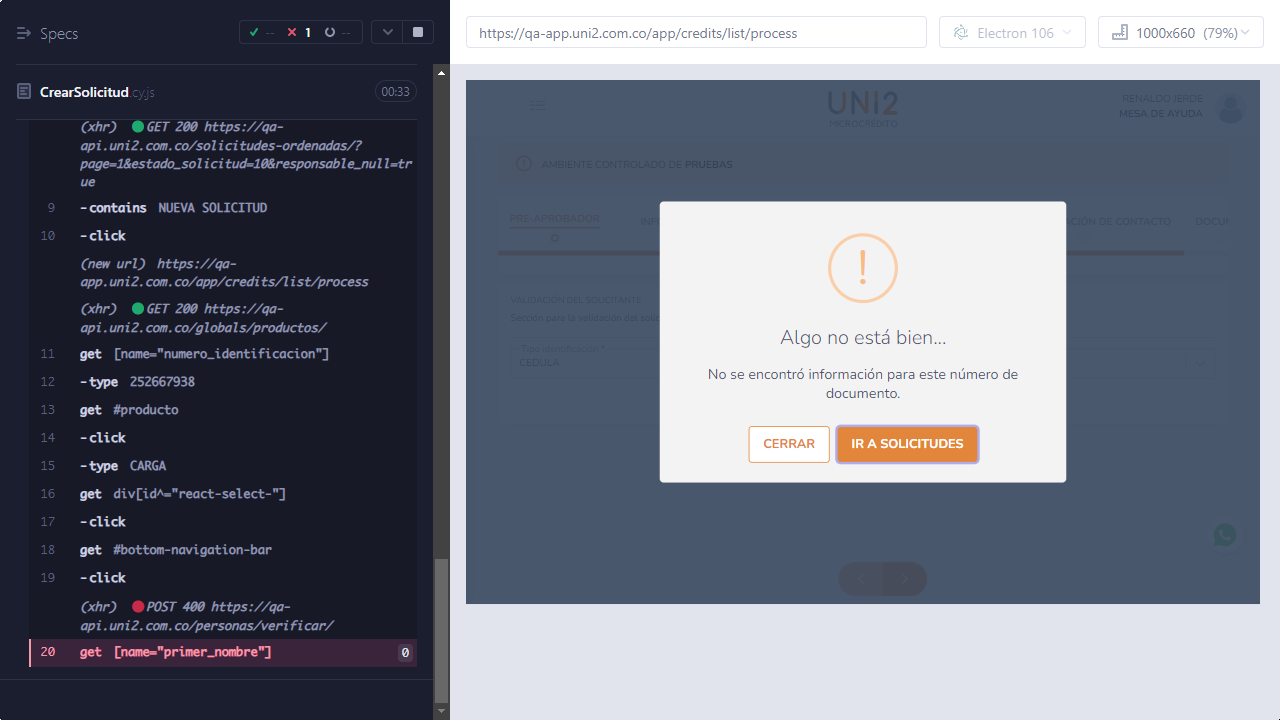 Specs
-- 1 --
https://qa-app.uni2.com.co/app/credits/list/process
Electron 106
1000x660 (79%)
CrearSolicitud.cy.js
00:33
(xhr) GET 200 https://qa-
api.uni2.com.co/solicitudes-ordenadas/?
page=1&estado_solicitud=10&responsable_null=tr
ue
9 -contains NUEVA SOLICITUD
10 -click
(new url) https://qa-
app.uni2.com.co/app/credits/list/process
(xhr) GET 200 https://qa-
api.uni2.com.co/globals/productos/
11 get [name="numero_identificacion"]
12 -type 252667938
13 get #producto
14 -click
15 -type CARGA
16 get div[id^="react-select-"]
17 -click
18 get #bottom-navigation-bar
19 -click
(xhr) POST 400 https://qa-
api.uni2.com.co/personas/verificar/
20 get [name="primer_nombre"] 0
UNI2
MICROCRÉDITO
RENALDO IERDE
MESA DE AYUDA
AMBIENTE CONTROLADO DE PRUEBAS
PRE-APROBADOR
INF
ACIÓN DE CONTACTO
DOCUM
VALIDACIÓN DEL SOLICITANTE
Sección para la validación del solic
Tipo identificación *
CEDULA
Algo no está bien...
No se encontró información para este número de
documento.
CERRAR
IR A SOLICITUDES